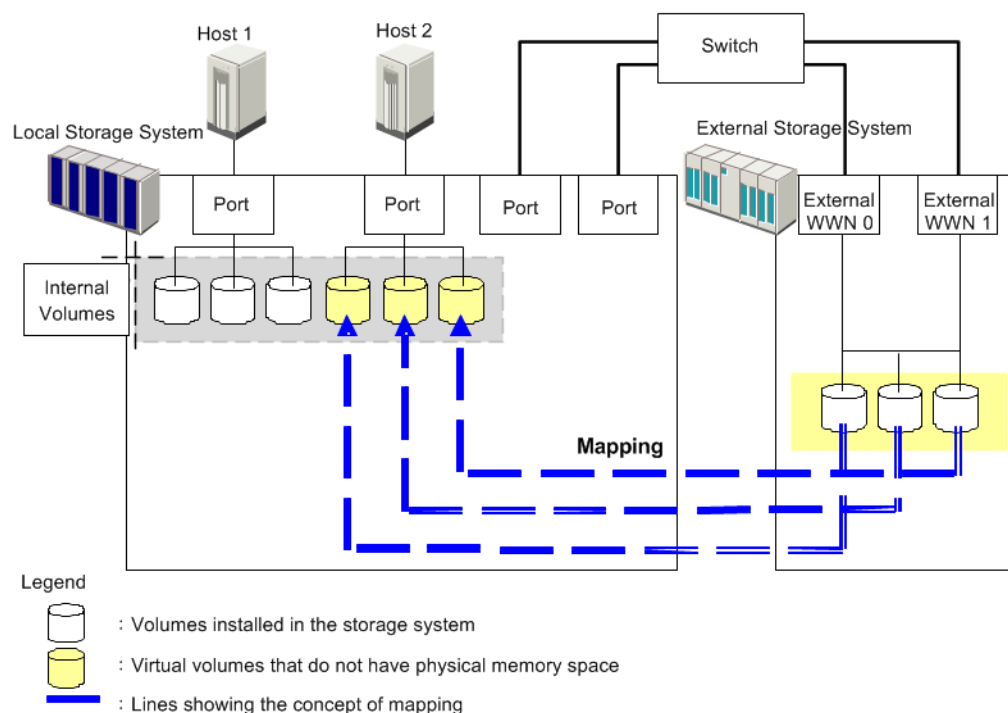 Host 1
Host 2
Switch
Local Storage System
External Storage System
Port
Port
Port
Port
External
WWN 0
External
WWN 1
Internal
Volumes
Mapping
Legend
: Volumes installed in the storage system
: Virtual volumes that do not have physical memory space
: Lines showing the concept of mapping